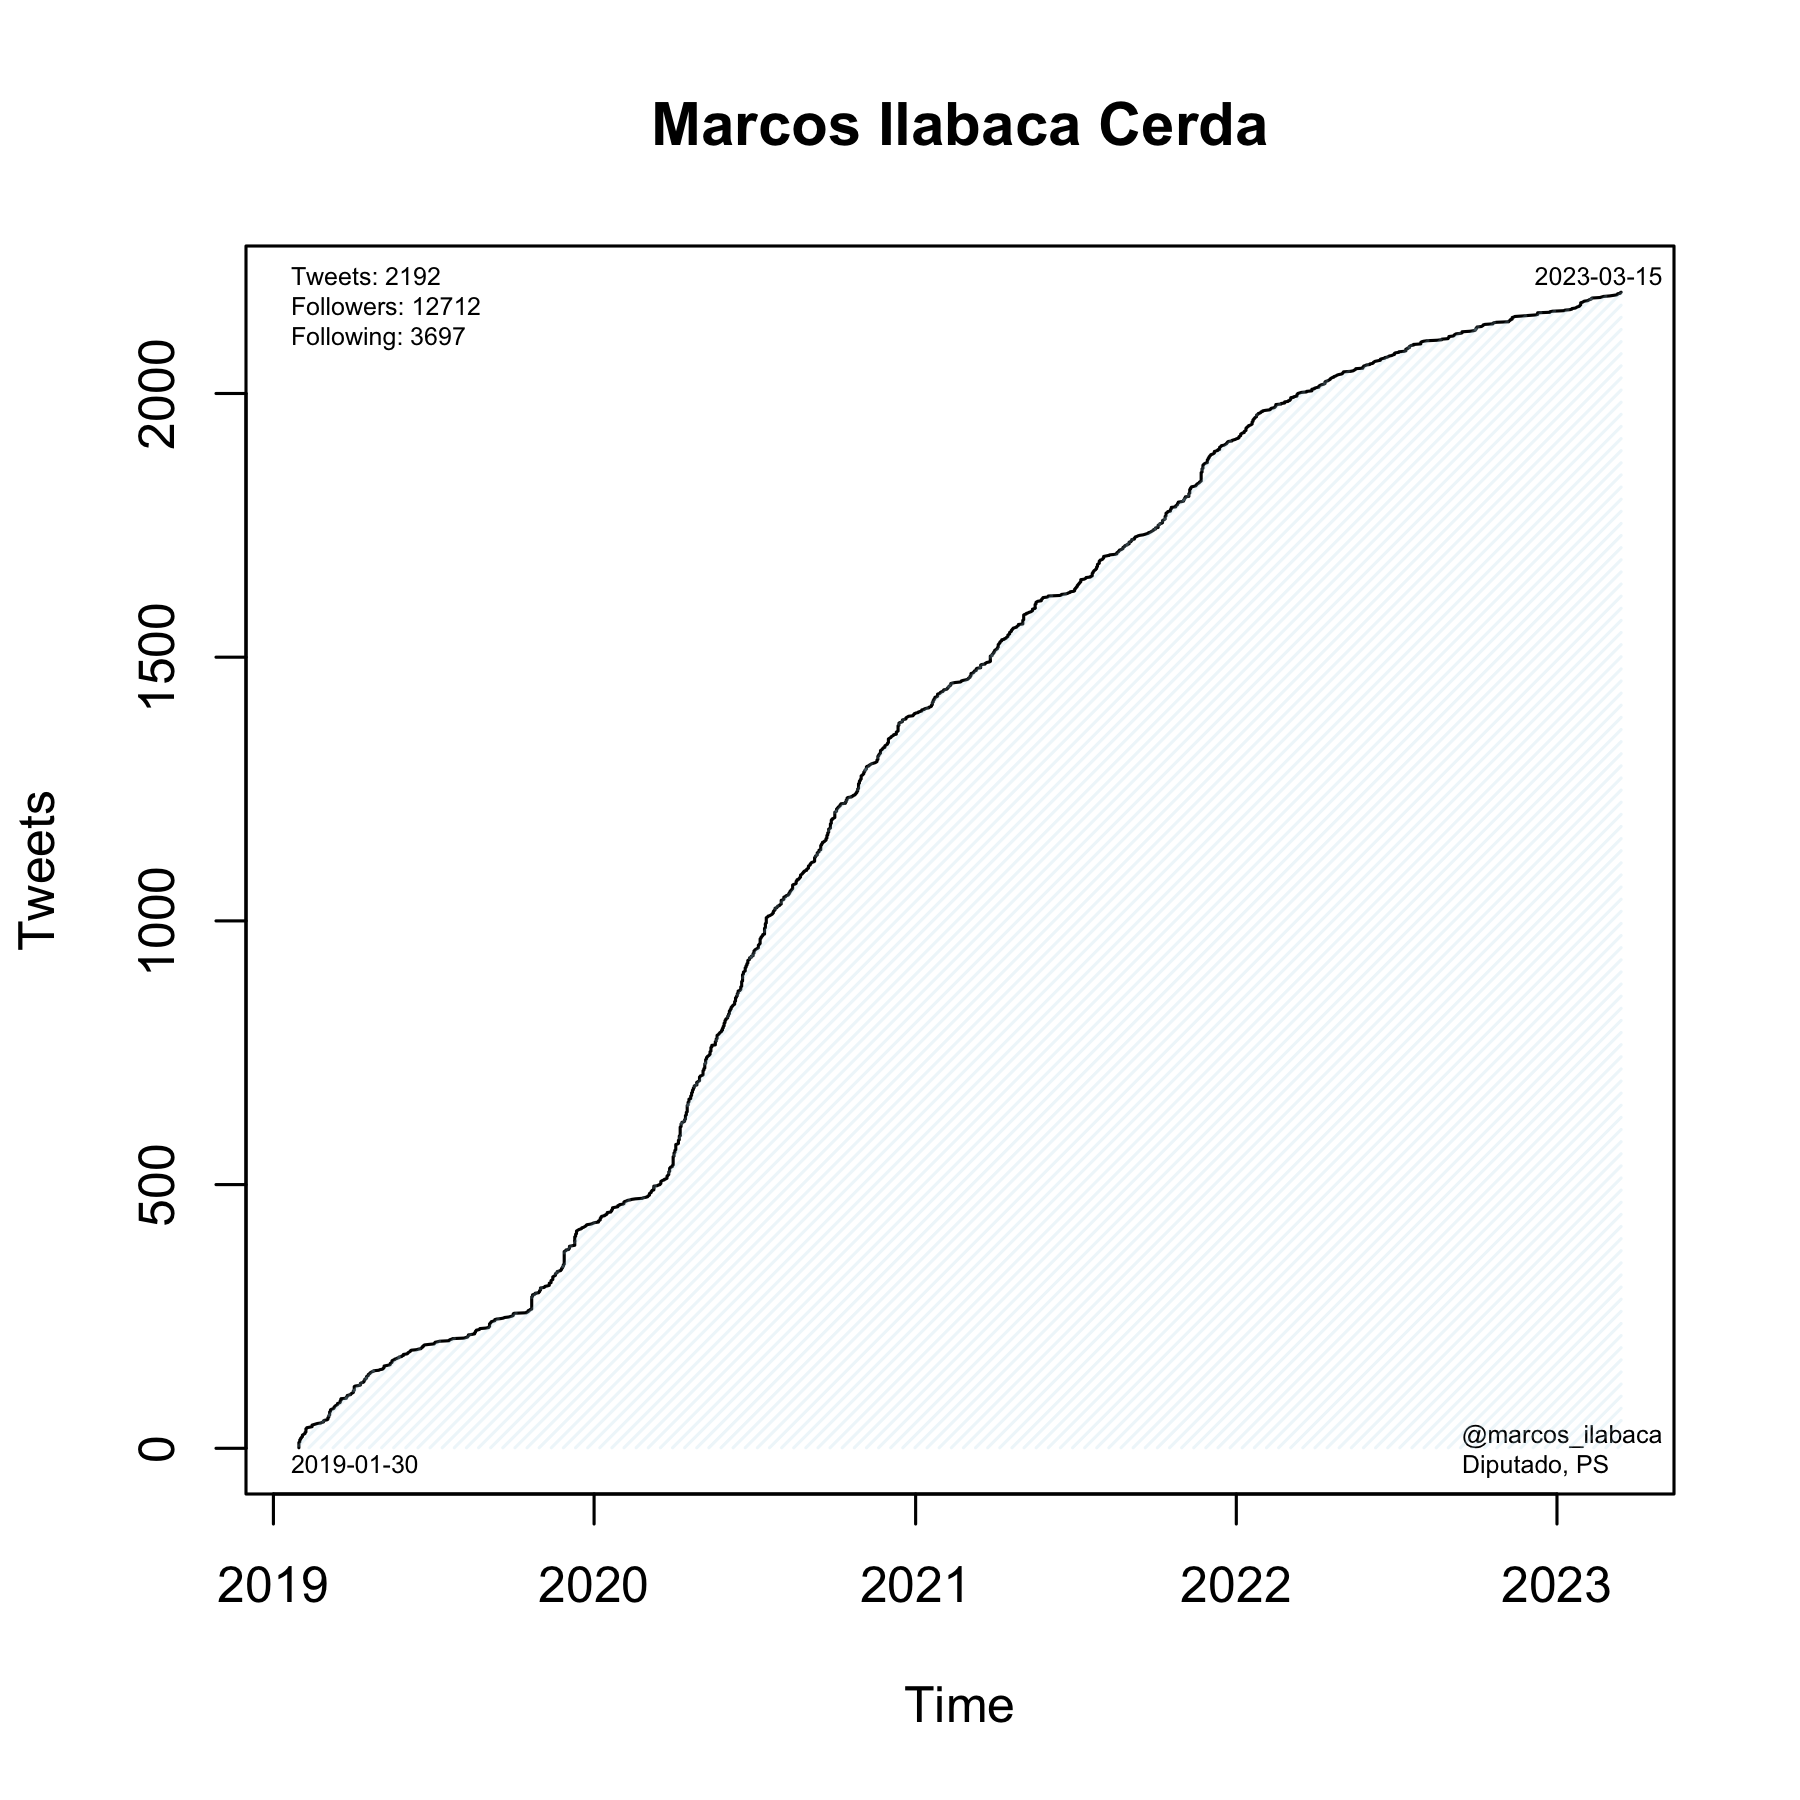 Marcos Ilabaca Cerda
Tweets: 2192
Followers: 12712
Following: 3697
2023-03-15
2000
1500
1000
500
0
Tweets
2019-01-30
@marcos_ilabaca
Diputado, PS
2019
2020
2021
2022
2023
Time